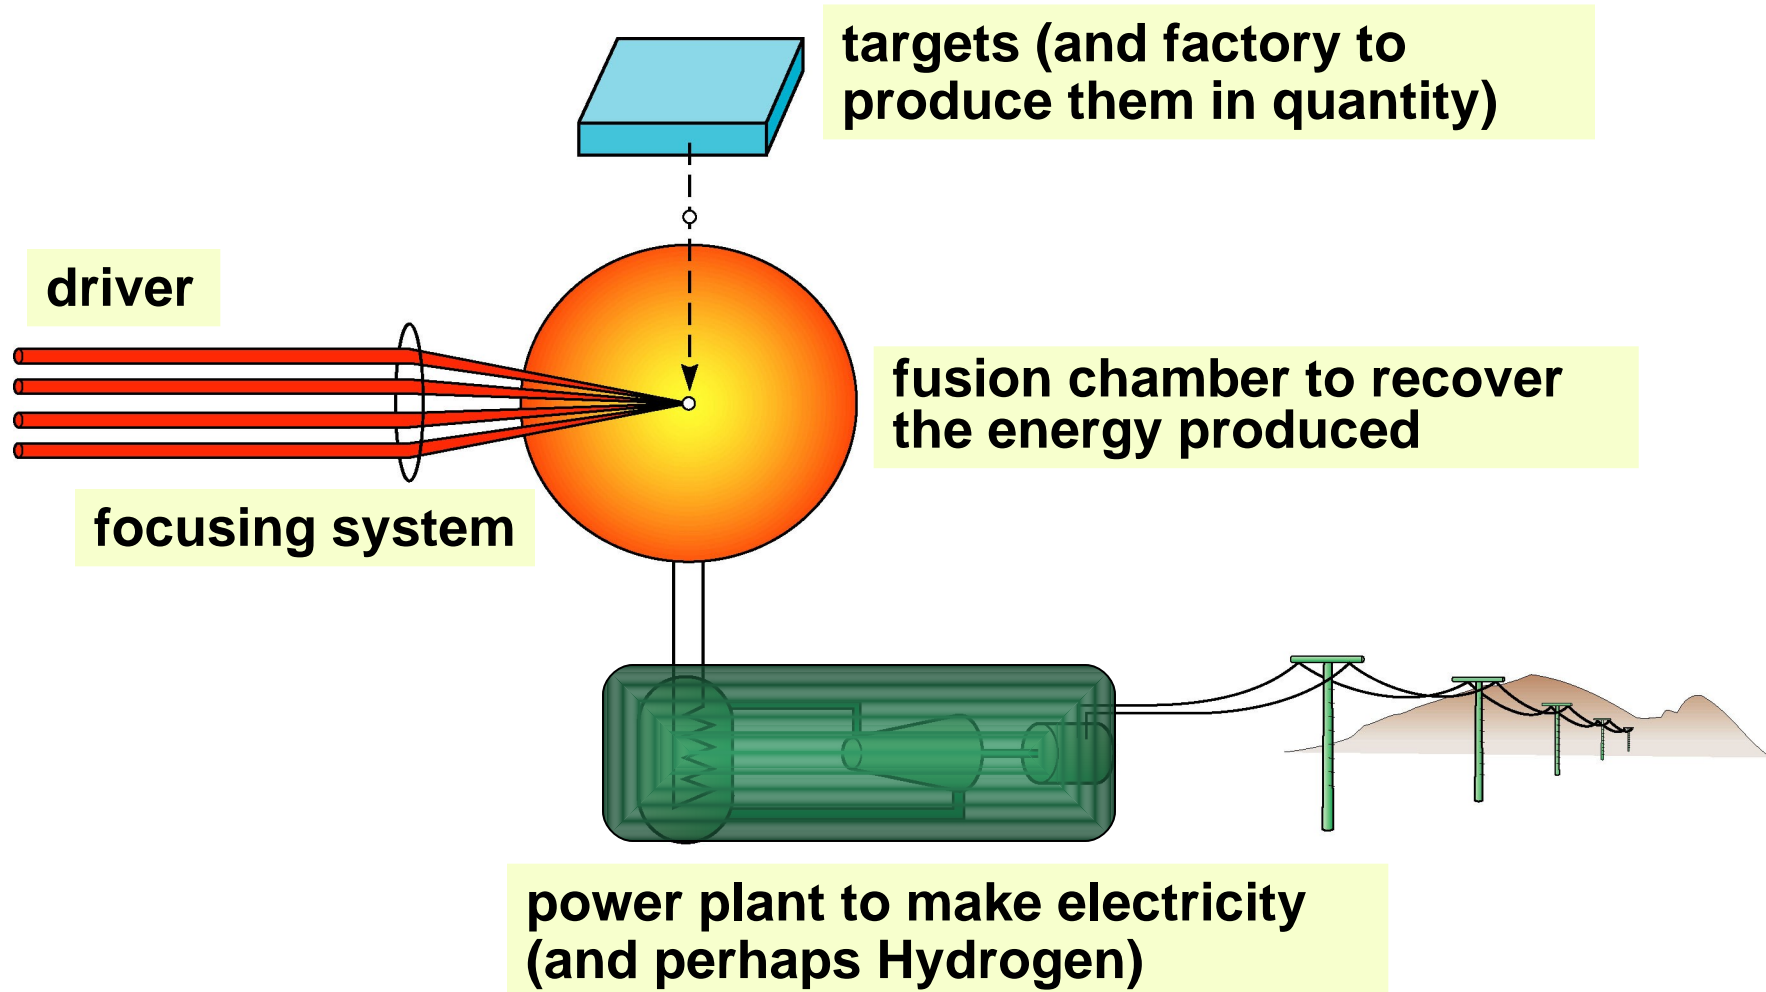 targets (and factory to
produce them in quantity)
driver
fusion chamber to recover
the energy produced
focusing system
power plant to make electricity
(and perhaps Hydrogen)